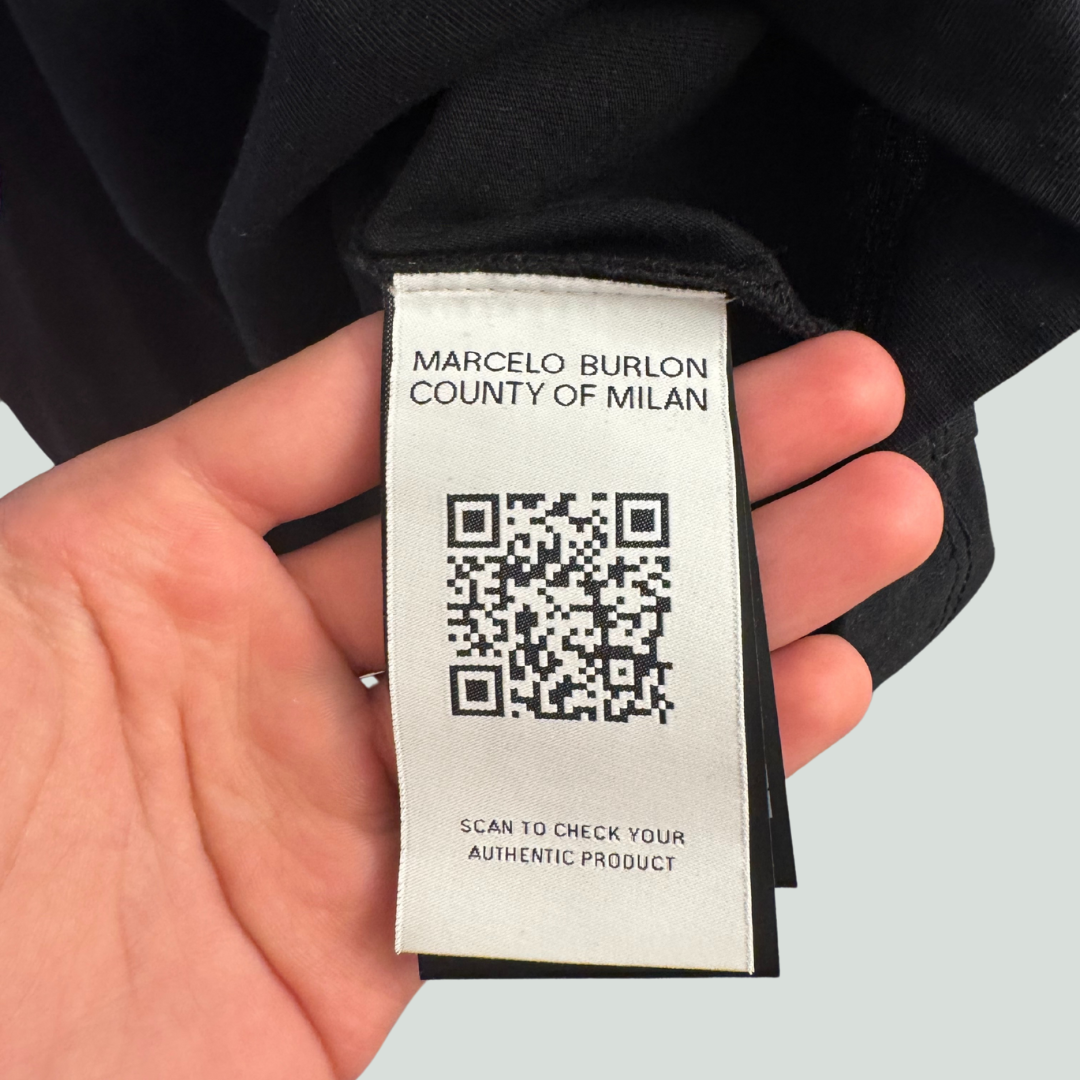 MARCELO BURLON
COUNTY OF MILAN
SCAN TO CHECK YOUR
AUTHENTIC PRODUCT